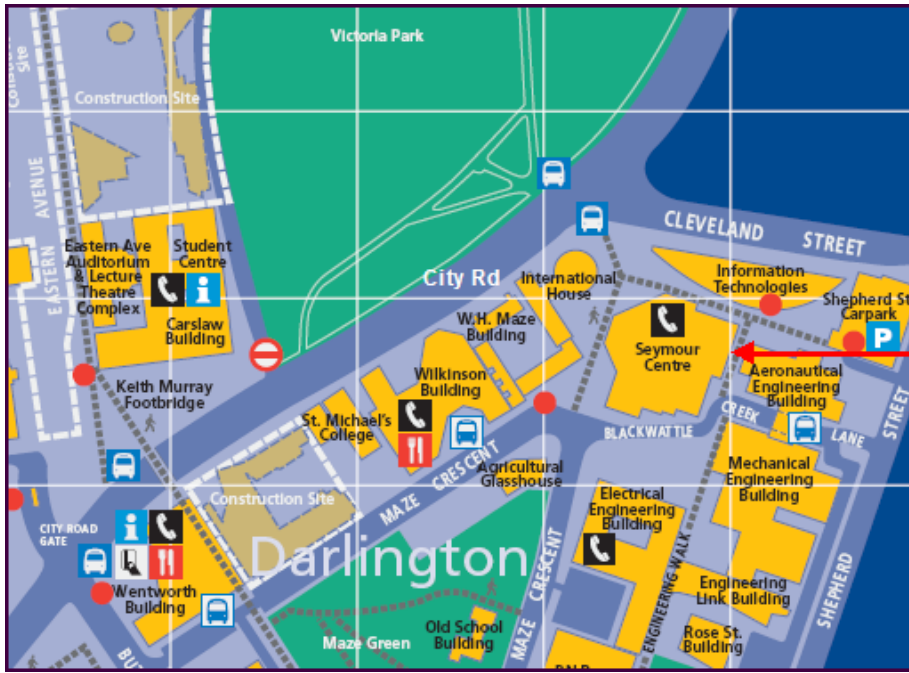 Victoria Park
Site
Construction Site
EASTERN
AVENUE
Eastern Ave
Auditorium
& Lecture
Theatre
Complex
Student
Centre
Carslaw
Building
City Rd
CLEVELAND
STREET
International
House
Information
Technologies
Shepherd St
Carpark
P
W.H. Maze
Building
Seymour
Centre
Wilkinson
Building
Aeronautical
Engineering
Building
Keith Murray
Footbridge
St. Michael's
College
BLACKWATTLE
CREEK
LANE
STREET
MAZE CRESCENT
Agricultural
Glasshouse
Mechanical
Engineering
Building
Construction Site
Electrical
Engineering
Building
CITY ROAD
GATE
Darlington
MAZE CRESCENT
ENGINEERING WALK
SHEPHERD
Wentworth
Building
Engineering
Link Building
Maze Green
Old School
Building
Rose St.
Building